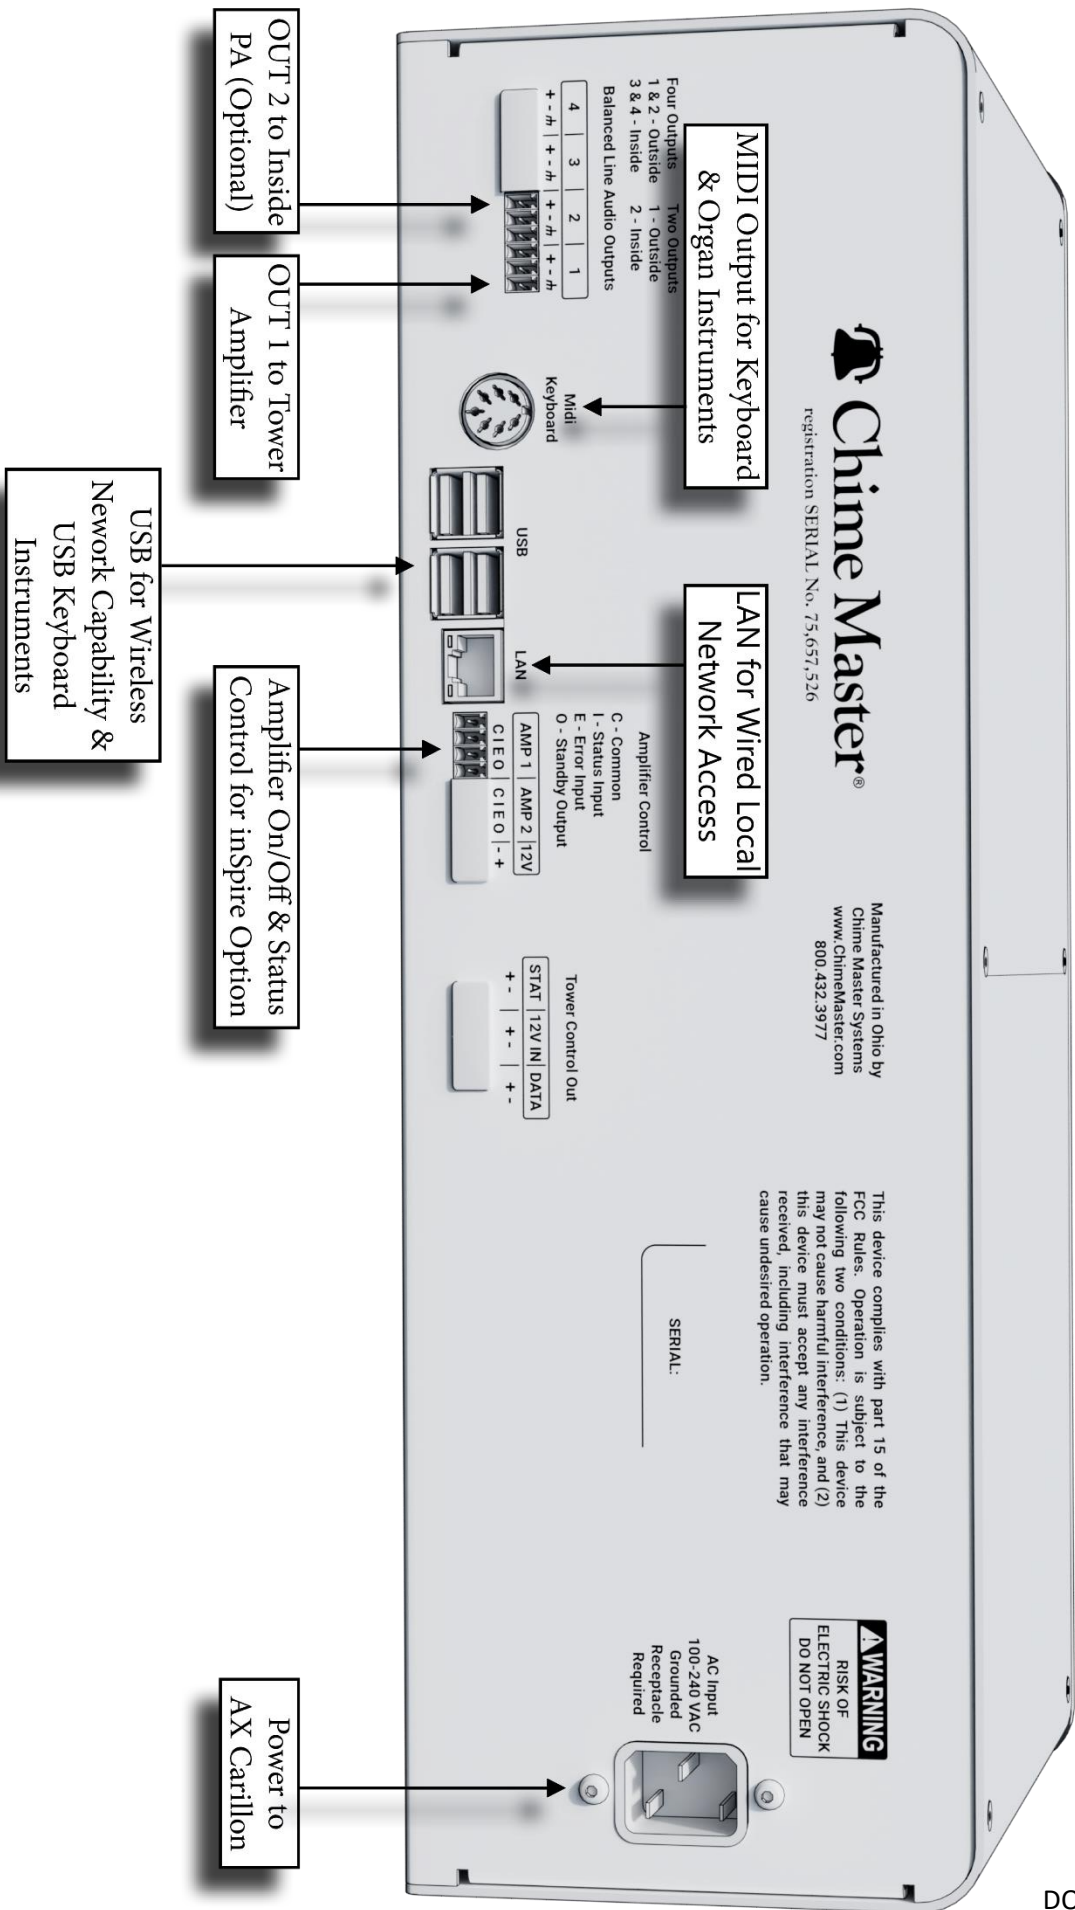 MIDI Output for Keyboard
& Organ Instruments
LAN for Wired Local
Network Access
Chime Master®
registration SERIAL No. 75,657,526
Manufactured in Ohio by
Chime Master Systems
www.ChimeMaster.com
800.432.3977
This device complies with part 15 of the
FCC Rules. Operation is subject to the
following two conditions: (1) This device
may not cause harmful interference, and (2)
this device must accept any interference
received, including interference that may
cause undesired operation.
WARNING
RISK OF
ELECTRIC SHOCK
DO NOT OPEN
Four Outputs Two Outputs
1 & 2 - Outside 1 - Outside
3 & 4 - Inside 2 - Inside
Balanced Line Audio Outputs
4 | 3 | 2 | 1
+ - | + - | + - | + -
Midi
Keyboard
USB
LAN
Amplifier Control
C - Common
I - Status Input
E - Error Input
O - Standby Output
AMP 1 | AMP 2 | 12V
C I E O | C I E O | - +
Tower Control Out
STAT | 12V IN | DATA
+ - | + - | + -
SERIAL:
AC Input
100-240 VAC
Grounded
Receptacle
Required
OUT 2 to Inside
PA (Optional)
OUT 1 to Tower
Amplifier
USB for Wireless
Nework Capability &
USB Keyboard
Instruments
Amplifier On/Off & Status
Control for inSpire Option
Power to
AX Carillon